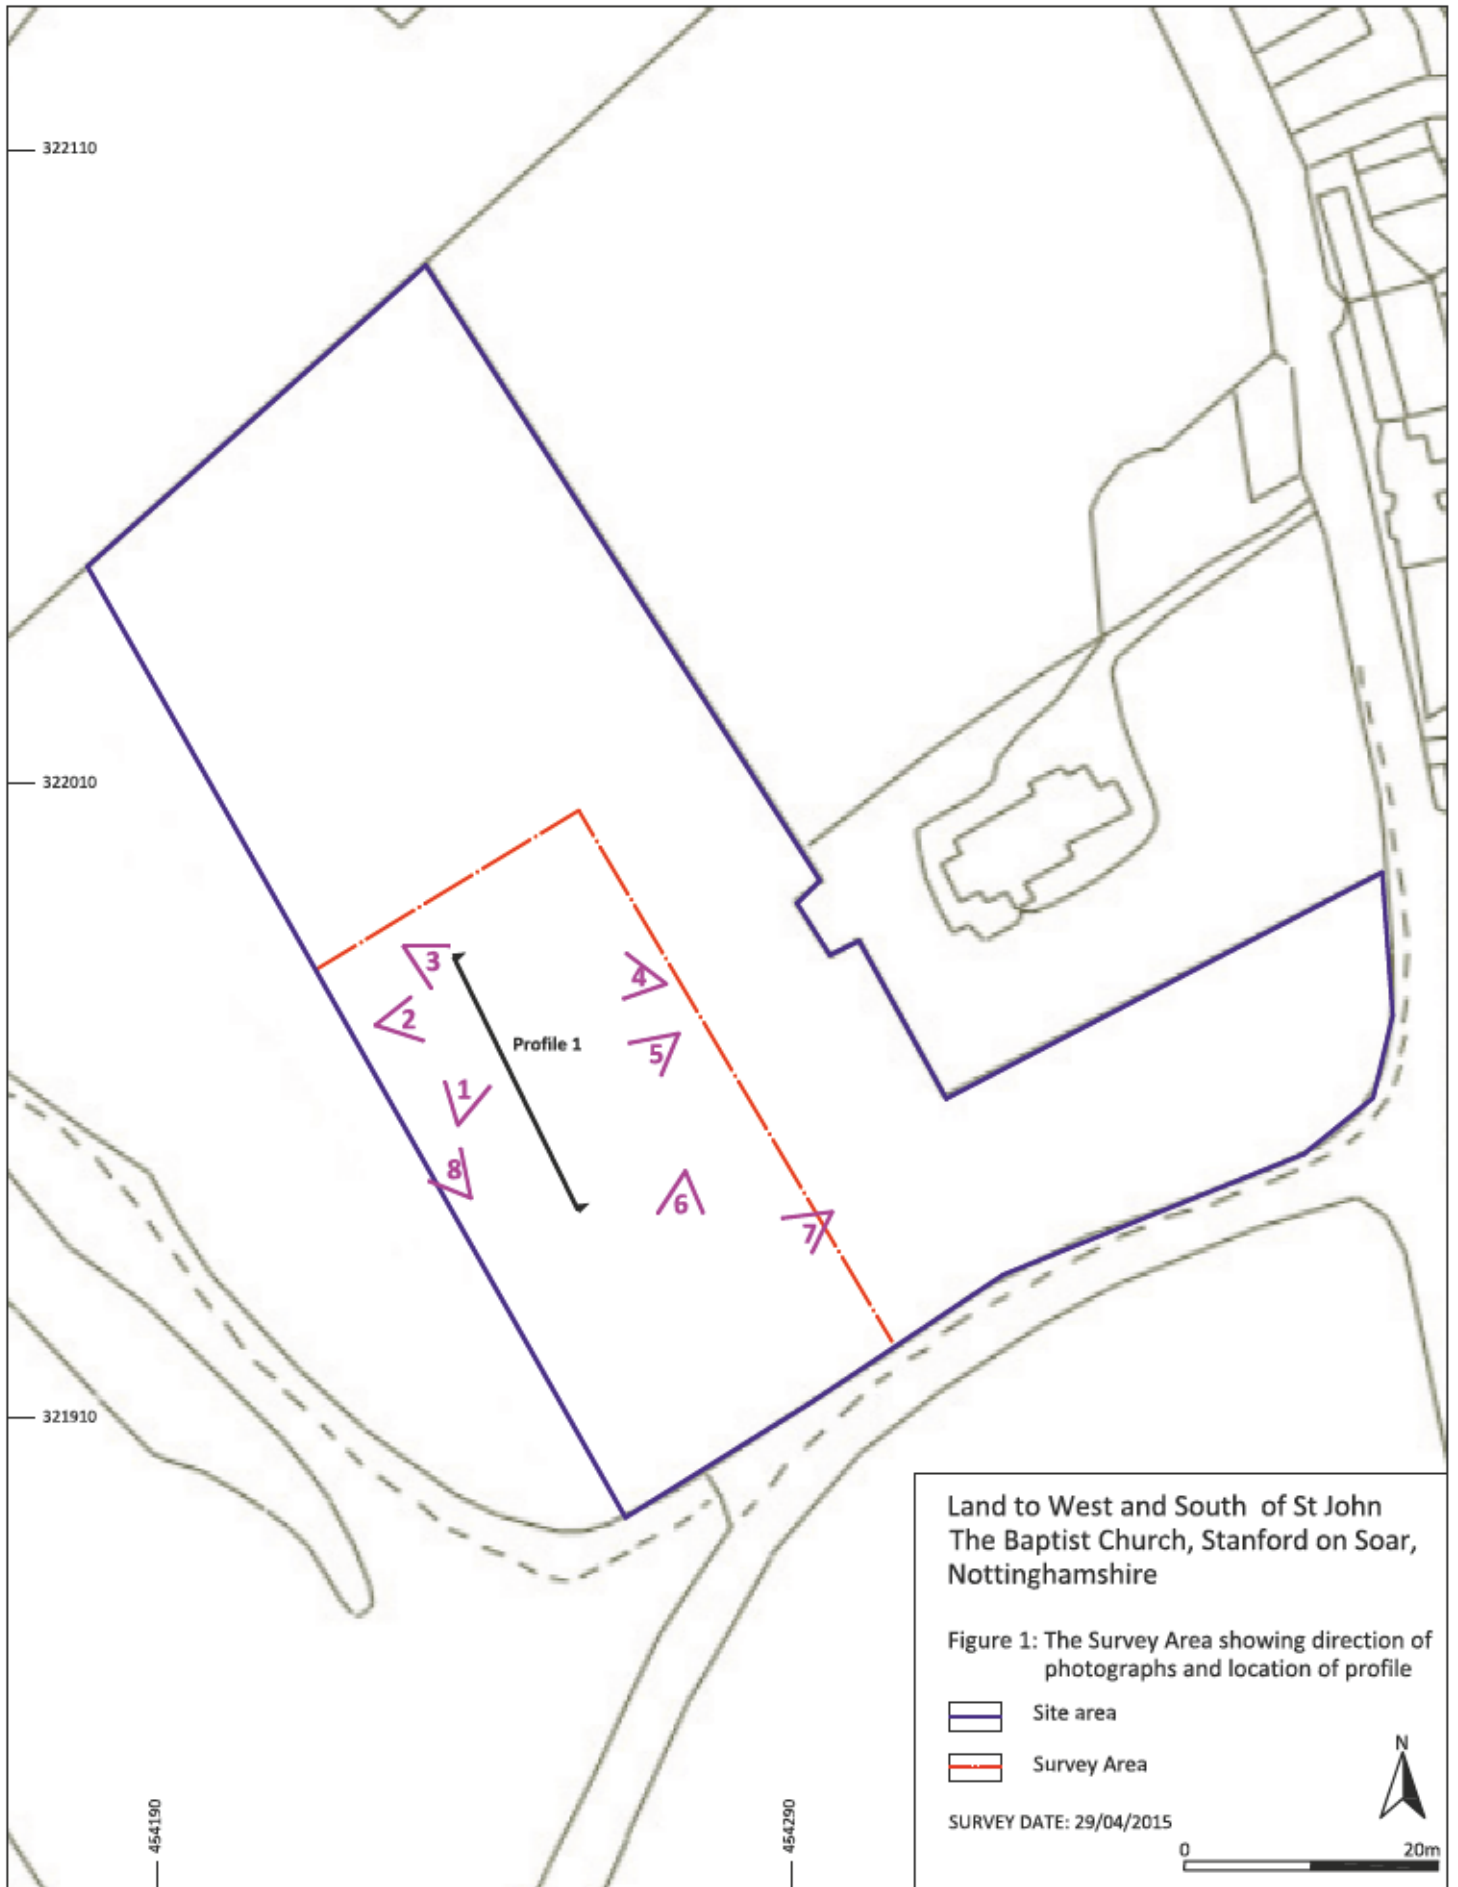 322110
322010
3
4
2
Profile 1
5
1
8
6
7
321910
Land to West and South of St John
The Baptist Church, Stanford on Soar,
Nottinghamshire
Figure 1: The Survey Area showing direction of
photographs and location of profile
Site area
N
Survey Area
SURVEY DATE: 29/04/2015
0 20m
454190
454290